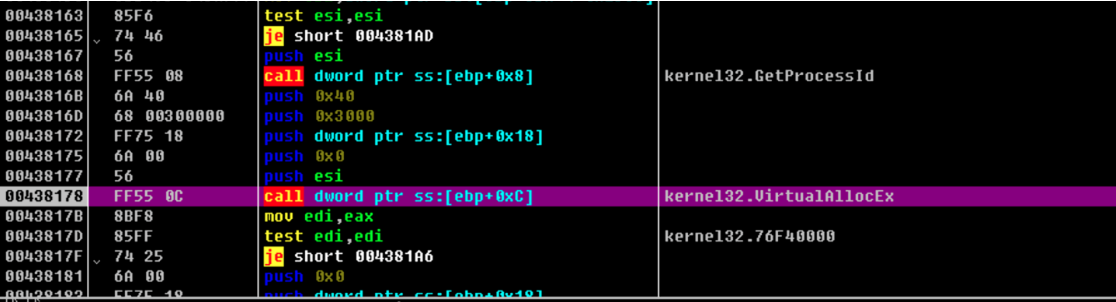 00438163 85F6 test esi,esi
00438165 74 46 je short 004381AD
00438167 56 push esi
00438168 FF55 08 call dword ptr ss:[ebp+0x8] kernel32.GetProcessId
0043816B 6A 40 push 0x40
0043816D 68 00300000 push 0x3000
00438172 FF75 18 push dword ptr ss:[ebp+0x18]
00438175 6A 00 push 0x0
00438177 56 push esi
00438178 FF55 0C call dword ptr ss:[ebp+0xC] kernel32.VirtualAllocEx
0043817B 8BF8 mov edi,eax
0043817D 85FF test edi,edi kernel32.76F40000
0043817F 74 25 je short 004381A6
00438181 6A 00 push 0x0
00438183 FF75 18 push dword ptr ss:[ebp+0x18]